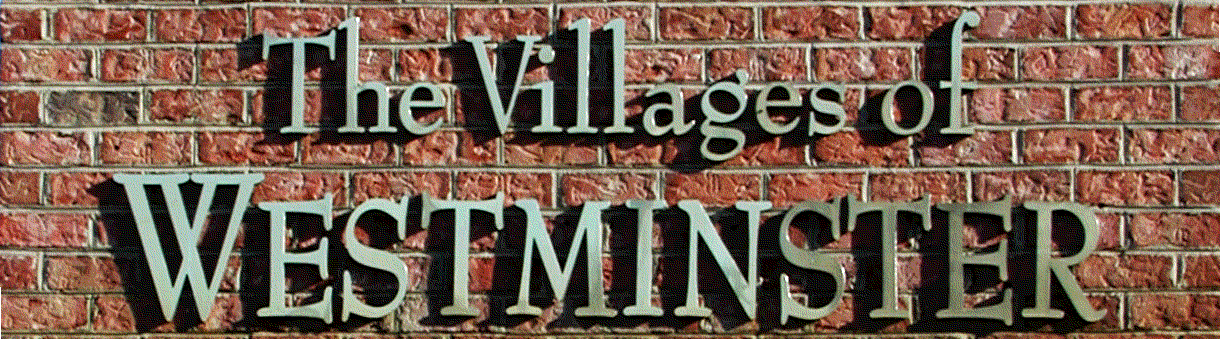 The Villages of
WESTMINSTER